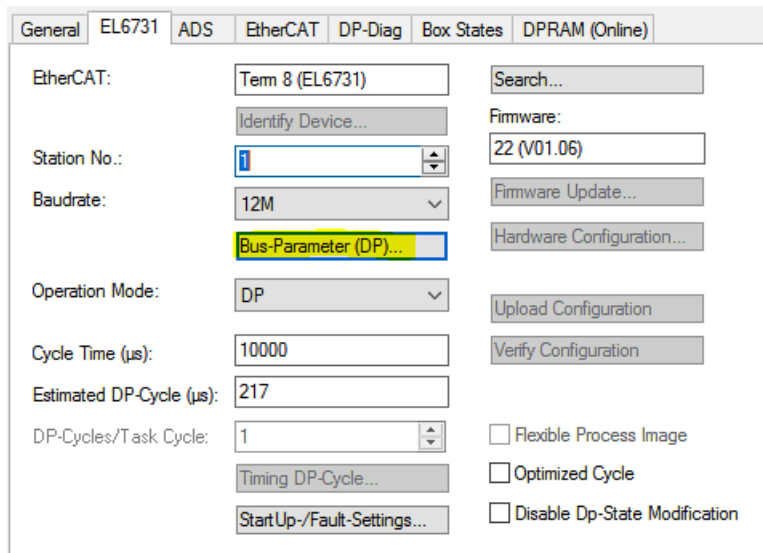 General EL6731 ADS EtherCAT DP-Diag Box States DPRAM (Online)
EtherCAT: Term 8 (EL6731) Search...
Identify Device... Firmware:
Station No.: 1 22 (V01.06)
Baudrate: 12M Firmware Update...
Bus-Parameter (DP)... Hardware Configuration...
Operation Mode: DP Upload Configuration
Cycle Time (µs): 10000 Verify Configuration
Estimated DP-Cycle (µs): 217
DP-Cycles/Task Cycle: 1 Flexible Process Image
Timing DP-Cycle... Optimized Cycle
StartUp-/Fault-Settings... Disable Dp-State Modification